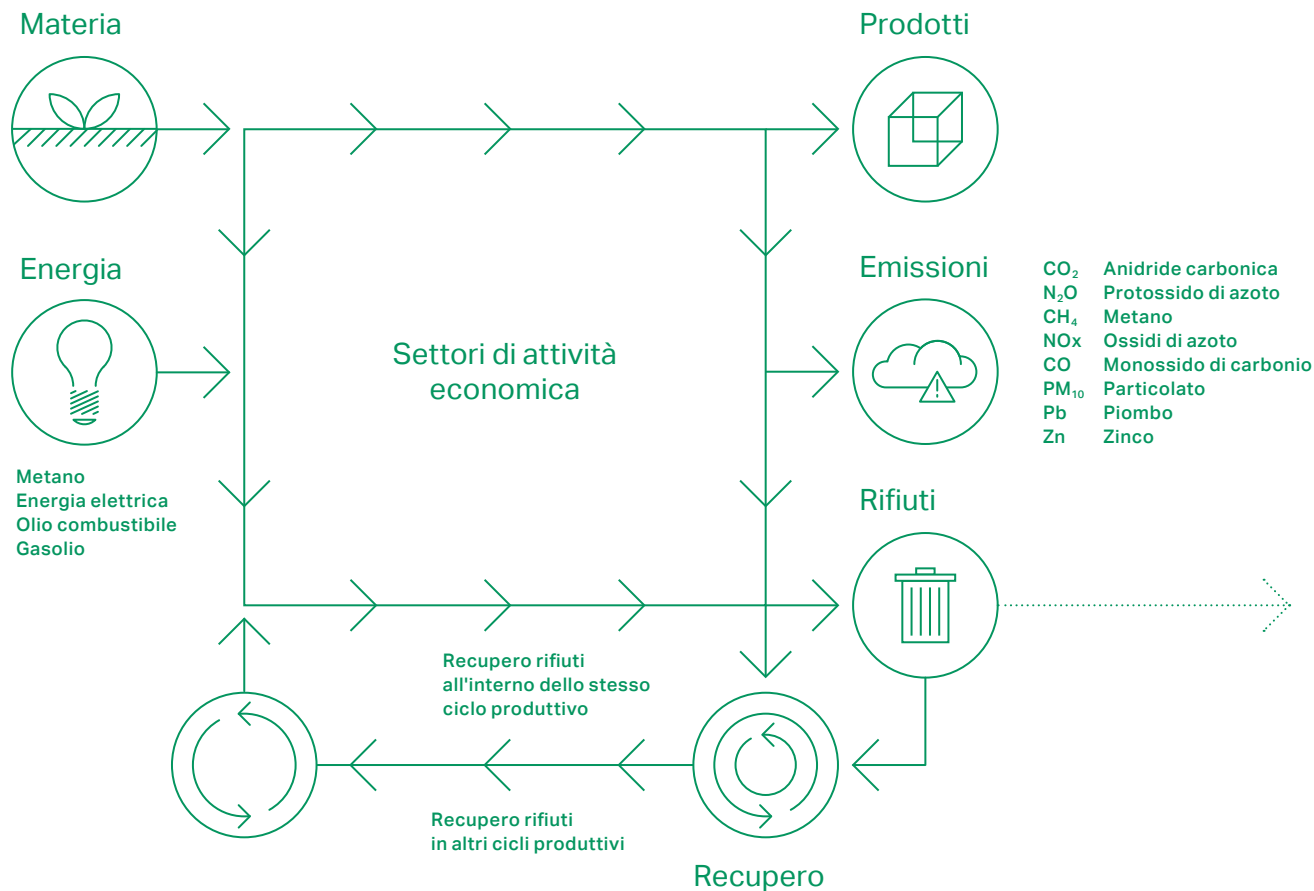 Materia
Prodotti
Energia
Emissioni
CO₂ Anidride carbonica
N₂O Protossido di azoto
CH₄ Metano
NOx Ossidi di azoto
CO Monossido di carbonio
PM₁₀ Particolato
Pb Piombo
Zn Zinco
Settori di attività
economica
Metano
Energia elettrica
Olio combustibile
Gasolio
Rifiuti
Recupero rifiuti
all'interno dello stesso
ciclo produttivo
Recupero rifiuti
in altri cicli produttivi
Recupero